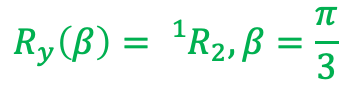 R_y(β) = ¹R₂, β = π/3